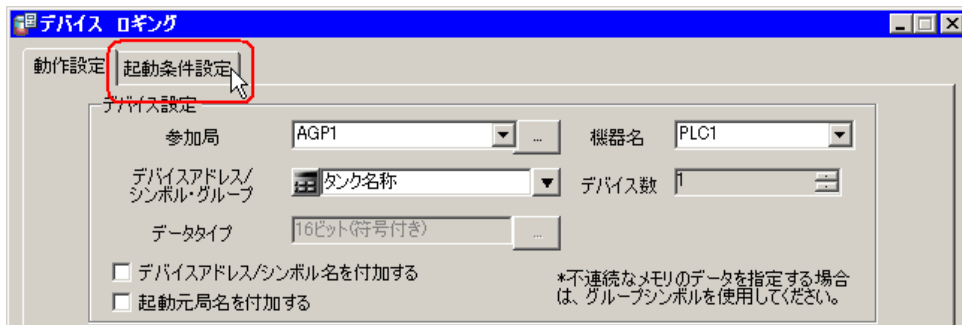 デバイス ロギング
動作設定 起動条件設定
デバイス設定
参加局 AGP1 ... 機器名 PLC1
デバイスアドレス/
シンボル・グループ タンク名称 デバイス数 1
データタイプ 16ビット(符号付き) ...
デバイスアドレス/シンボル名を付加する
起動元局名を付加する
*不連続なメモリのデータを指定する場合
は、グループシンボルを使用してください。